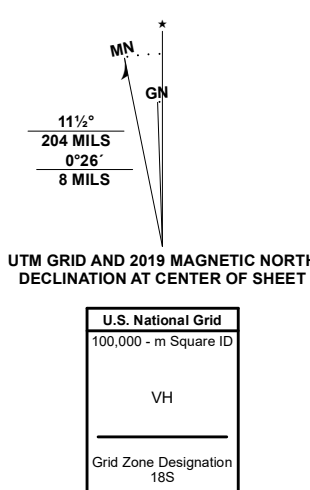 ★
MN
GN
11½°
204 MILS
0°26´
8 MILS
UTM GRID AND 2019 MAGNETIC NORTH
DECLINATION AT CENTER OF SHEET
U.S. National Grid
100,000 - m Square ID
VH
Grid Zone Designation
18S